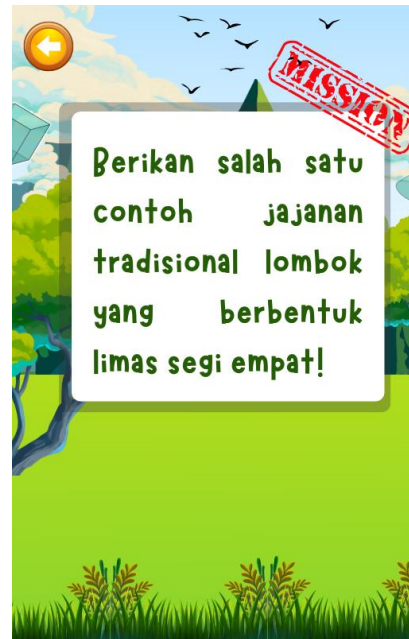 MISSION
Berikan salah satu
contoh jajanan
tradisional lombok
yang berbentuk
limas segi empat!